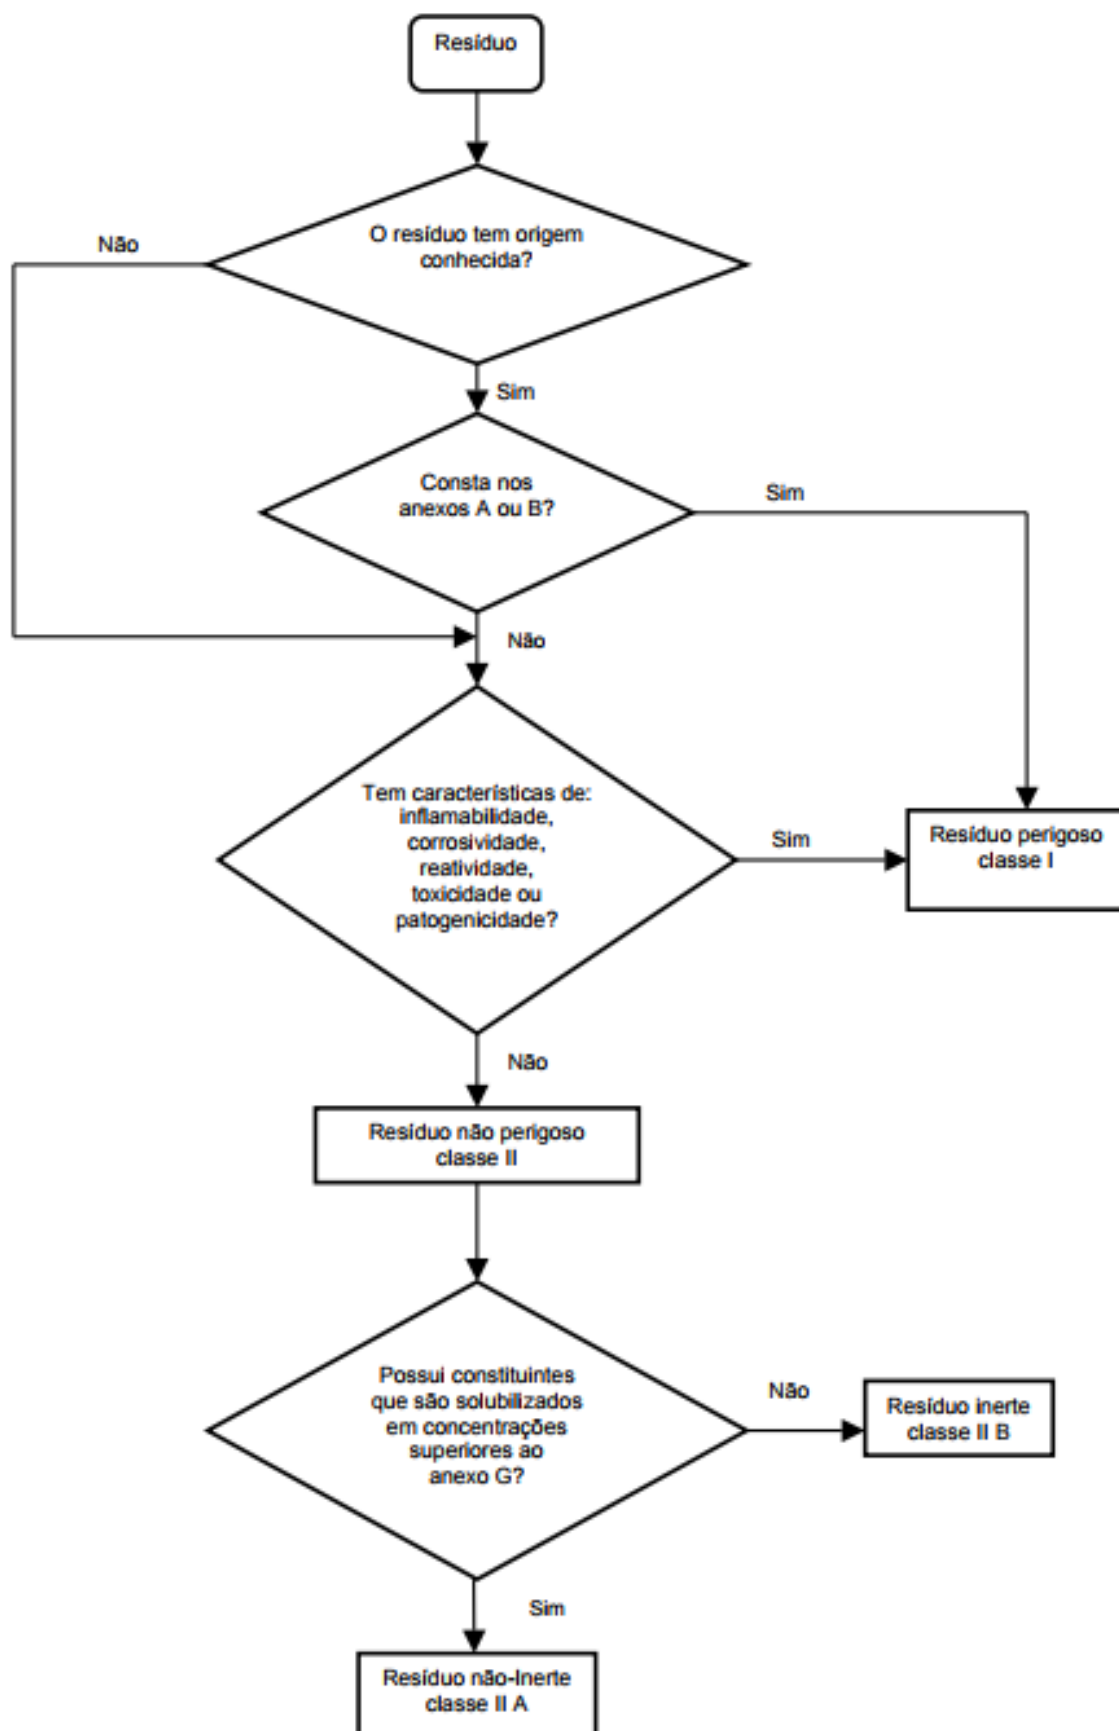 Resíduo
O resíduo tem origem
conhecida?
Não
Sim
Consta nos
anexos A ou B?
Sim
Não
Tem características de:
inflamabilidade,
corrosividade,
reatividade,
toxicidade ou
patogenicidade?
Sim
Resíduo perigoso
classe I
Não
Resíduo não perigoso
classe II
Possui constituintes
que são solubilizados
em concentrações
superiores ao
anexo G?
Não
Resíduo inerte
classe II B
Sim
Resíduo não-Inerte
classe II A